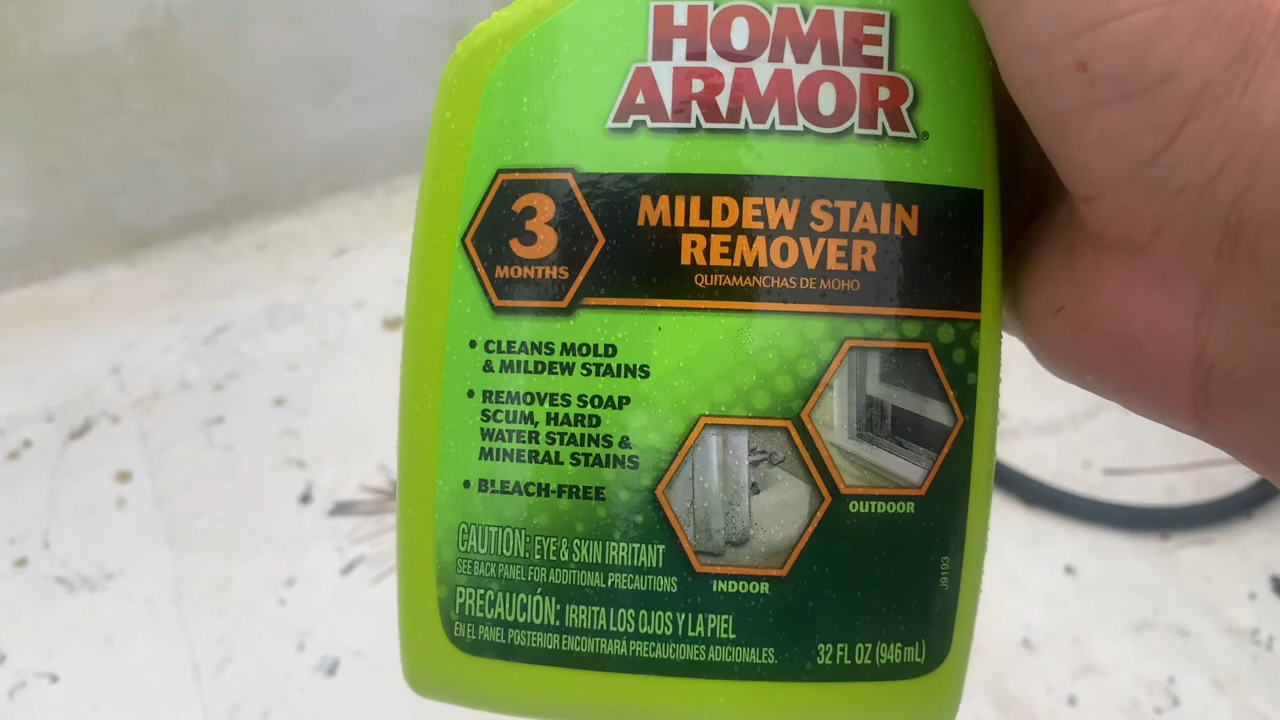 HOME
ARMOR®
3
MONTHS
MILDEW STAIN
REMOVER
QUITAMANCHAS DE MOHO
• CLEANS MOLD
& MILDEW STAINS
• REMOVES SOAP
SCUM, HARD
WATER STAINS &
MINERAL STAINS
• BLEACH-FREE
OUTDOOR
INDOOR
CAUTION: EYE & SKIN IRRITANT
SEE BACK PANEL FOR ADDITIONAL PRECAUTIONS
PRECAUCIÓN: IRRITA LOS OJOS Y LA PIEL
EN EL PANEL POSTERIOR ENCONTRARÁ PRECAUCIONES ADICIONALES.
32 FL OZ (946 mL)
J9193